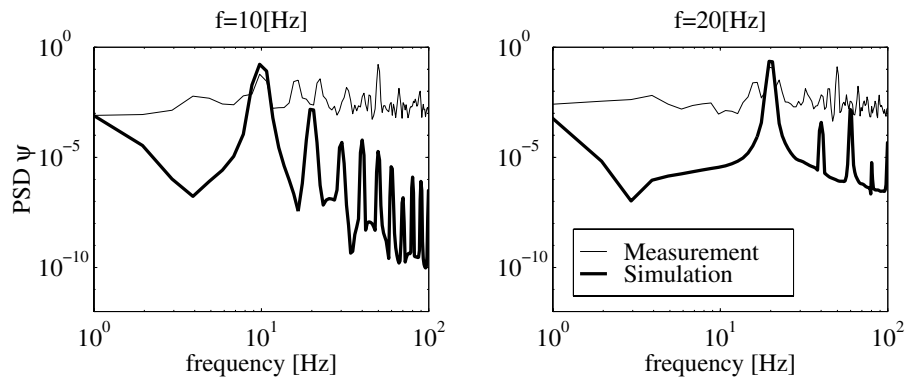 f=10[Hz]
f=20[Hz]
PSD ψ
10^0
10^-5
10^-10
10^0
10^1
10^2
frequency [Hz]
10^0
10^-5
10^-10
Measurement
Simulation
10^0
10^1
10^2
frequency [Hz]